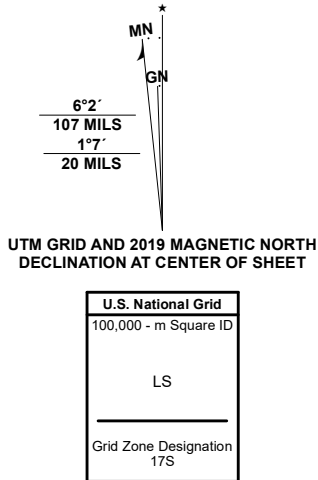 MN
GN
6°2´
107 MILS
1°7´
20 MILS
UTM GRID AND 2019 MAGNETIC NORTH
DECLINATION AT CENTER OF SHEET
U.S. National Grid
100,000 - m Square ID
LS
Grid Zone Designation
17S